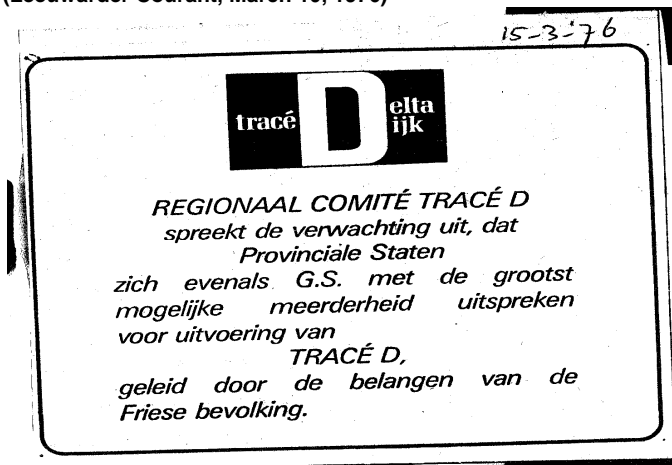 (Leeuwarder Courant, March
15-3-'76
tracé D elta
ijk
REGIONAAL COMITÉ TRACÉ D
spreekt de verwachting uit, dat
Provinciale Staten
zich evenals G.S. met de grootst
mogelijke meerderheid uitspreken
voor uitvoering van
TRACÉ D,
geleid door de belangen van de
Friese bevolking.